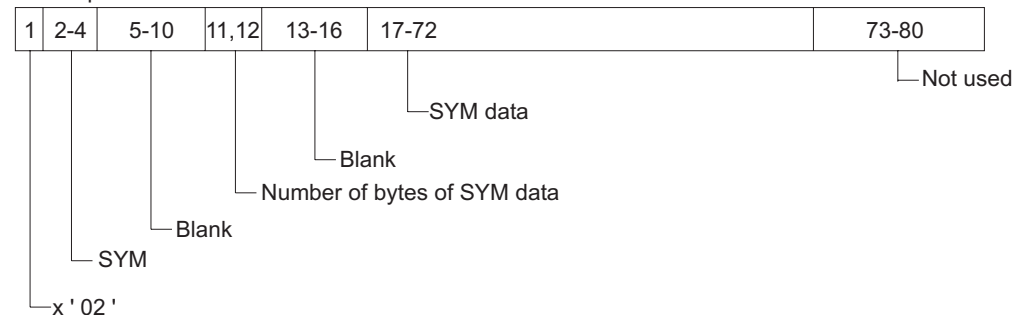 1 2-4 5-10 11,12 13-16 17-72 73-80
Not used
SYM data
Blank
Number of bytes of SYM data
Blank
SYM
x ' 02 '